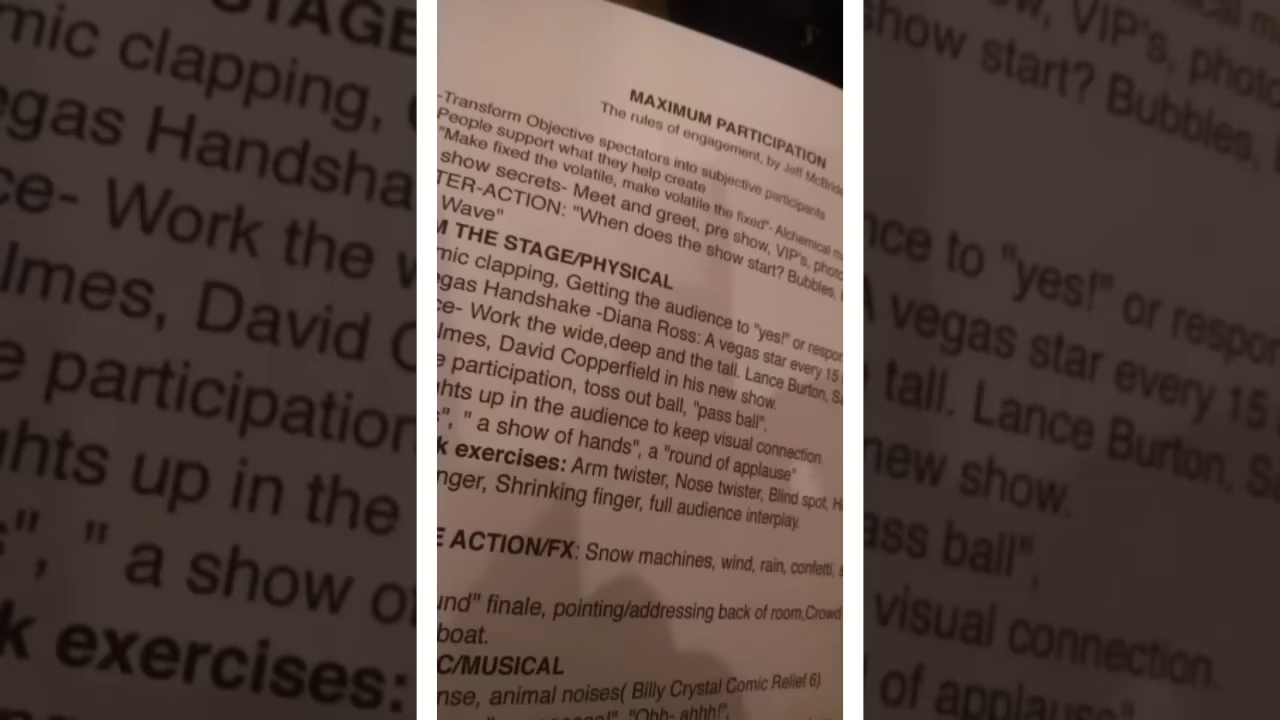 MAXIMUM PARTICIPATION
The rules of engagement, by Jeff McBride
-Transform Objective spectators into subjective participants
People support what they help create
"Make fixed the volatile, make volatile the fixed"- Alchemical m
show secrets- Meet and greet, pre show, VIP's, photo
TER-ACTION: "When does the show start? Bubbles,
Wave"
M THE STAGE/PHYSICAL
mic clapping, Getting the audience to "yes!" or respon
egas Handshake -Diana Ross: A vegas star every 15
ce- Work the wide,deep and the tall. Lance Burton, S
lmes, David Copperfield in his new show.
e participation, toss out ball, "pass ball",
ghts up in the audience to keep visual connection.
", " a show of hands", a "round of applause"
k exercises: Arm twister, Nose twister, Blind spot, H
nger, Shrinking finger, full audience interplay.
E ACTION/FX: Snow machines, wind, rain, confetti, s
und" finale, pointing/addressing back of room,Crowd
boat.
C/MUSICAL
nse, animal noises( Billy Crystal Comic Relief 6)
"Ohh- ahhh!",